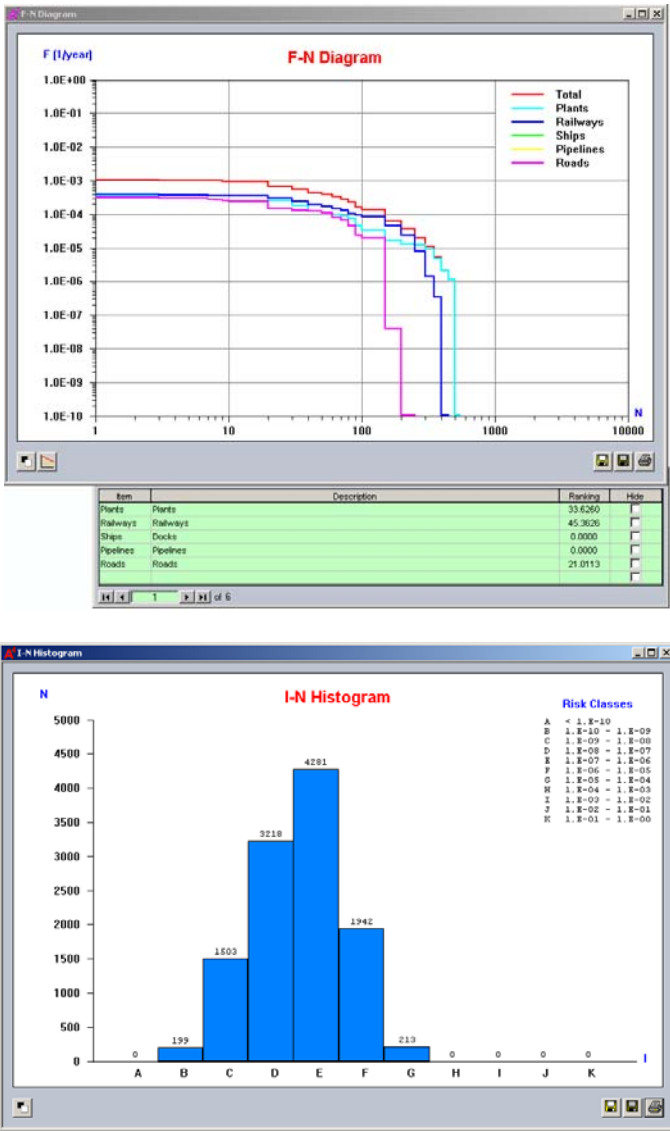 F-N Diagram
F [1/year]
F-N Diagram
1.0E+00
1.0E-01
1.0E-02
1.0E-03
1.0E-04
1.0E-05
1.0E-06
1.0E-07
1.0E-08
1.0E-09
1.0E-10
Total
Plants
Railways
Ships
Pipelines
Roads
N
1 10 100 1000 10000
Item Description Ranking Hide
Plants Plants 33.6260
Railways Railways 45.3626
Ships Docks 0.0000
Pipelines Pipelines 0.0000
Roads Roads 21.0113
1 of 6
I-N Histogram
N
I-N Histogram
Risk Classes
A < 1.E-10
B 1.E-10 - 1.E-09
C 1.E-09 - 1.E-08
D 1.E-08 - 1.E-07
E 1.E-07 - 1.E-06
F 1.E-06 - 1.E-05
G 1.E-05 - 1.E-04
H 1.E-04 - 1.E-03
I 1.E-03 - 1.E-02
J 1.E-02 - 1.E-01
K 1.E-01 - 1.E-00
5000
4500
4000
3500
3000
2500
2000
1500
1000
500
0
0 199 1503 3218 4281 1942 213 0 0 0 0
I
A B C D E F G H I J K